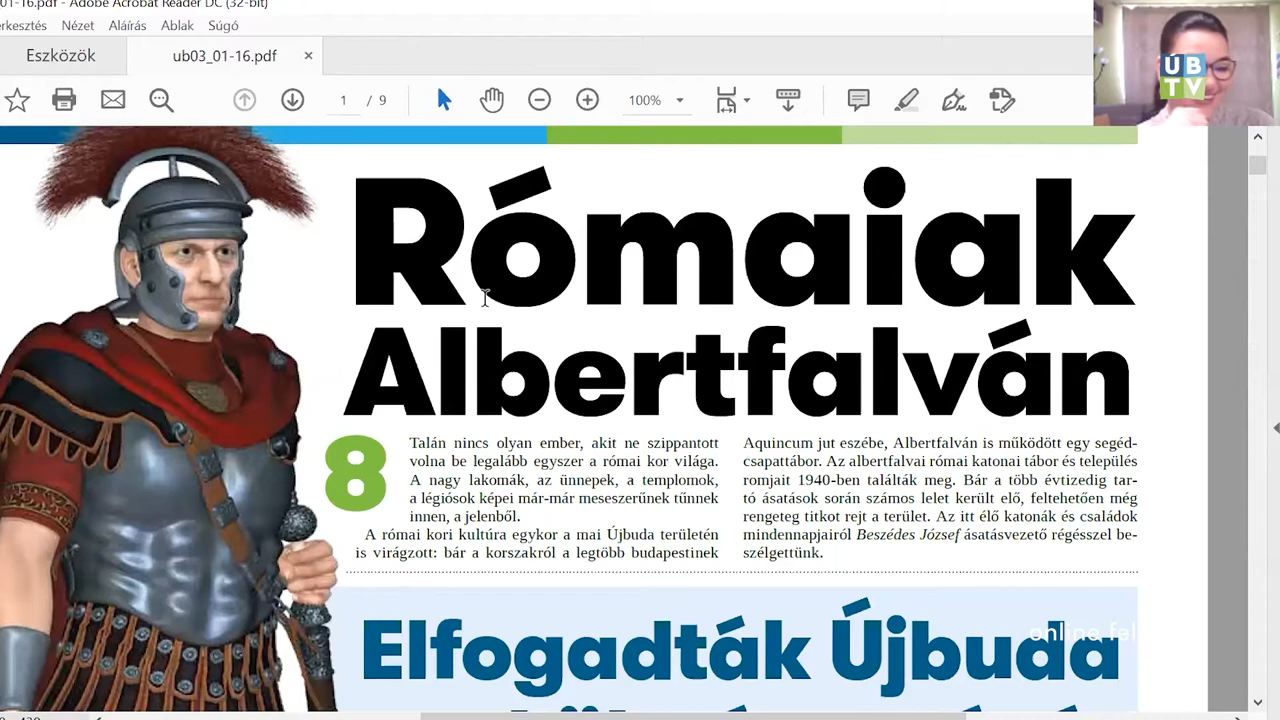 01-16.pdf - Adobe Acrobat Reader DC (32-bit)
erkesztés Nézet Aláírás Ablak Súgó
Eszközök ub03_01-16.pdf ×
1 / 9 100%
ÚB
TV
Rómaiak
Albertfalván
8
Talán nincs olyan ember, akit ne szippantott
volna be legalább egyszer a római kor világa.
A nagy lakomák, az ünnepek, a templomok,
a légiósok képei már-már meseszerűnek tűnnek
innen, a jelenből.
A római kori kultúra egykor a mai Újbuda területén
is virágzott: bár a korszakról a legtöbb budapestinek
Aquincum jut eszébe, Albertfalván is működött egy segéd-
csapattábor. Az albertfalvai római katonai tábor és település
romjait 1940-ben találták meg. Bár a több évtizedig tar-
tó ásatások során számos lelet került elő, feltehetően még
rengeteg titkot rejt a terület. Az itt élő katonák és családok
mindennapjairól Beszédes József ásatásvezető régésszel be-
szélgettünk.
Elfogadták Újbuda
online fel